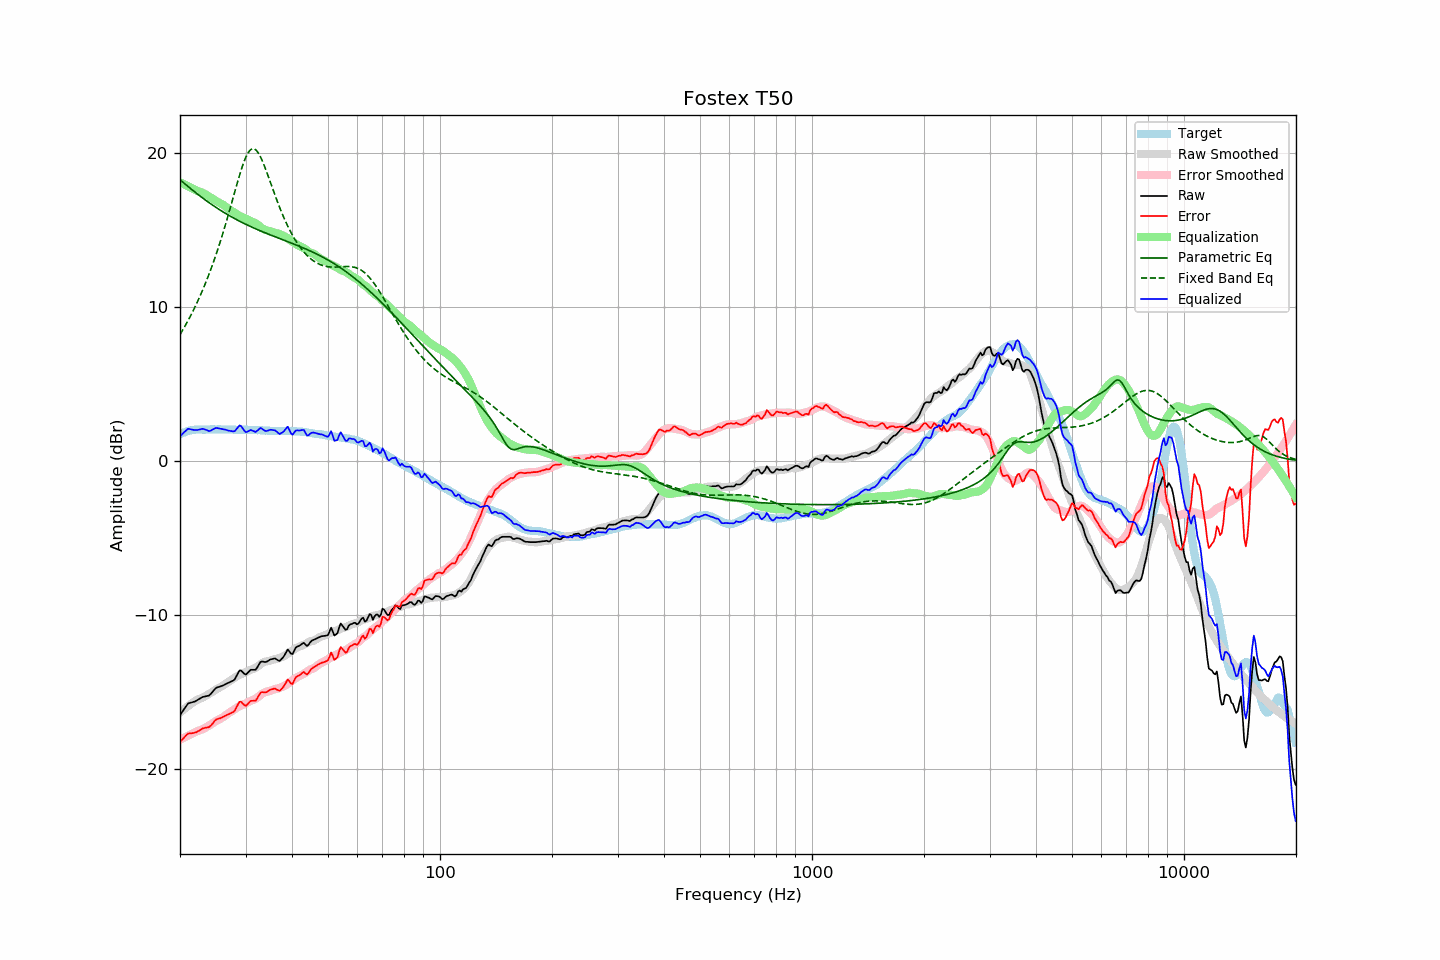 Fostex T50
Amplitude (dBr)
20
10
0
−10
−20
100
1000
10000
Frequency (Hz)
Target
Raw Smoothed
Error Smoothed
Raw
Error
Equalization
Parametric Eq
Fixed Band Eq
Equalized